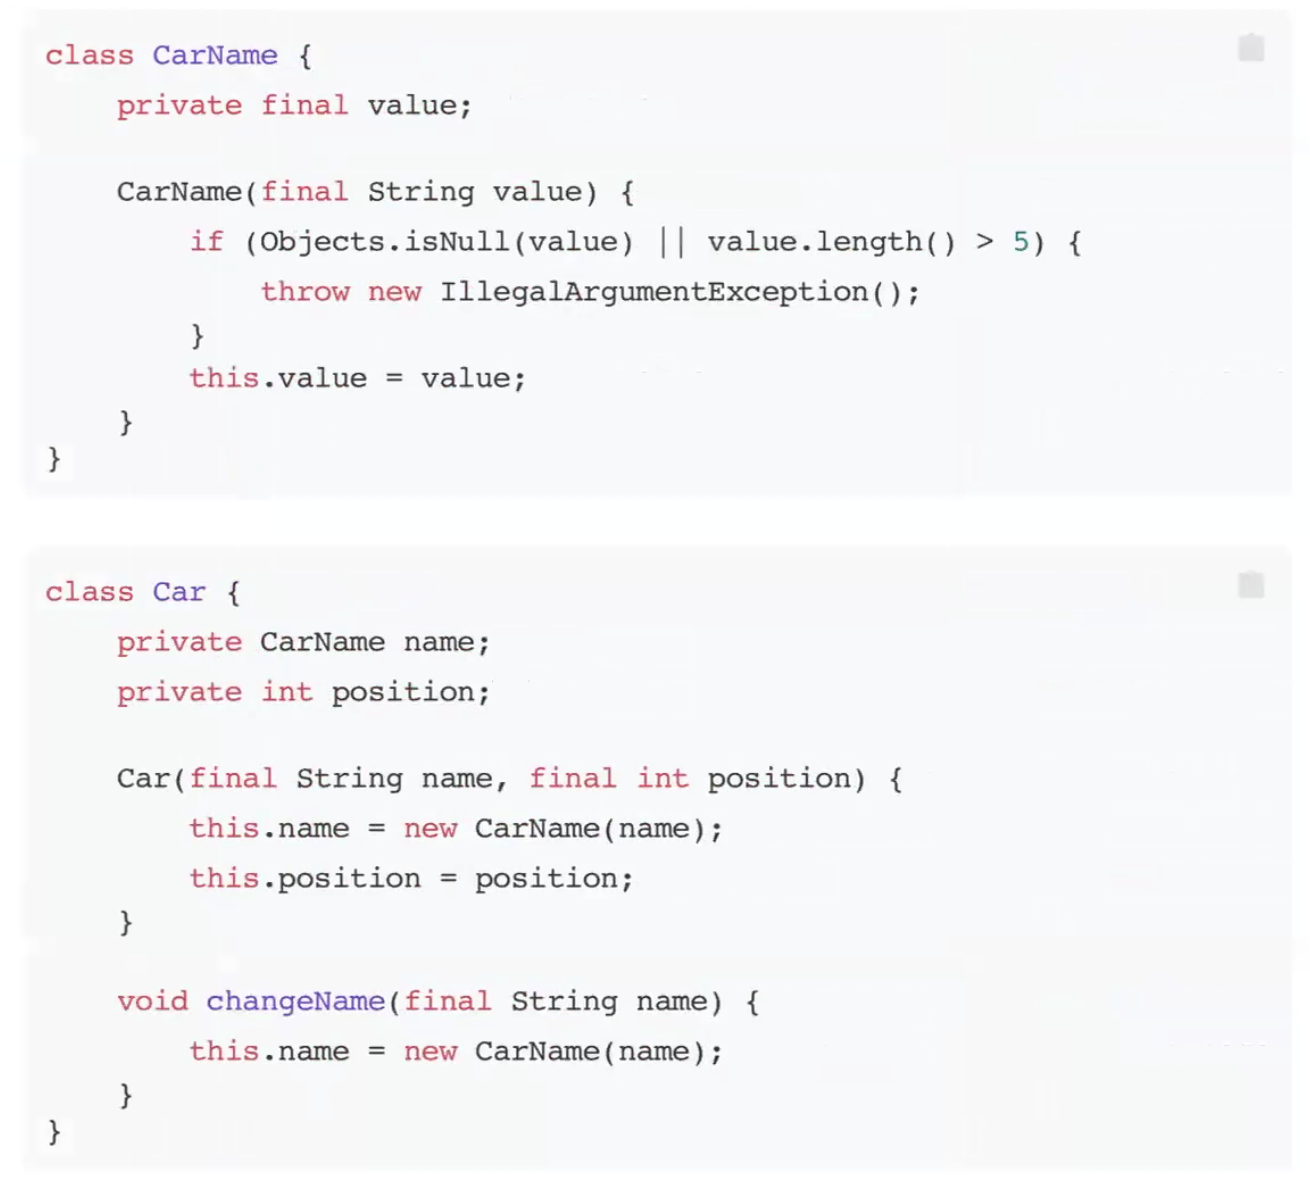 class CarName {
    private final value;

    CarName(final String value) {
        if (Objects.isNull(value) || value.length() > 5) {
            throw new IllegalArgumentException();
        }
        this.value = value;
    }
}

class Car {
    private CarName name;
    private int position;

    Car(final String name, final int position) {
        this.name = new CarName(name);
        this.position = position;
    }

    void changeName(final String name) {
        this.name = new CarName(name);
    }
}